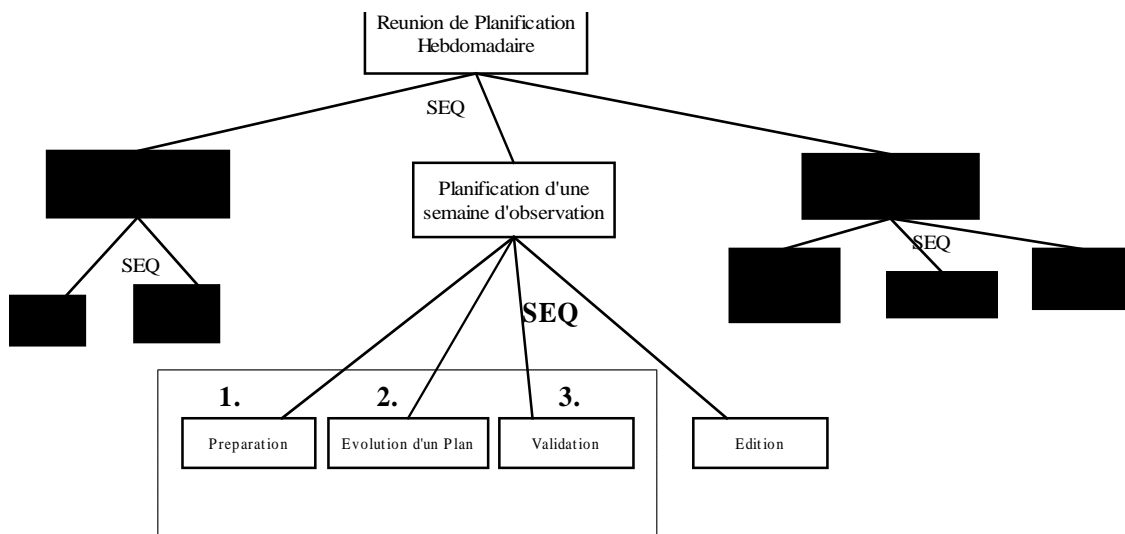 Reunion de Planification
Hebdomadaire
SEQ
Planification d'une
semaine d'observation
SEQ
SEQ
SEQ
1.
2.
3.
Preparation
Evolution d'un Plan
Validation
Edition